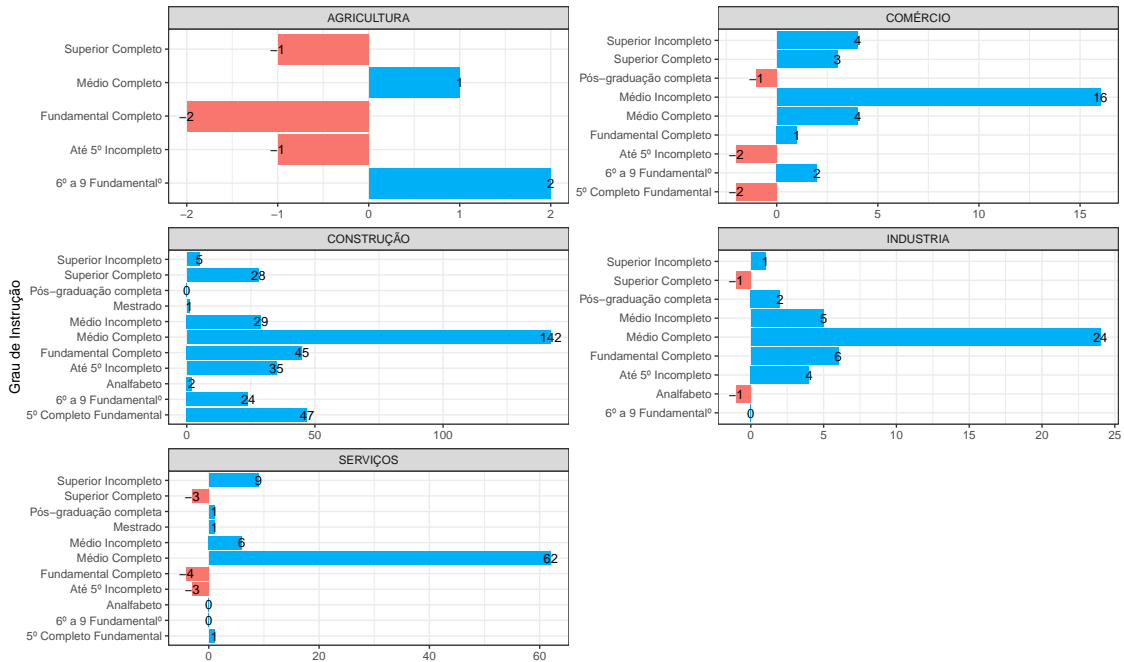 AGRICULTURA
Superior Completo −1
Médio Completo 1
Fundamental Completo −2
Até 5º Incompleto −1
6º a 9 Fundamentalº 2
−2 −1 0 1 2
COMÉRCIO
Superior Incompleto 4
Superior Completo 3
Pós−graduação completa −1
Médio Incompleto 16
Médio Completo 4
Fundamental Completo 1
Até 5º Incompleto −2
6º a 9 Fundamentalº 2
5º Completo Fundamental −2
0 5 10 15
Grau de Instrução
CONSTRUÇÃO
Superior Incompleto 5
Superior Completo 28
Pós−graduação completa 0
Mestrado 1
Médio Incompleto 29
Médio Completo 142
Fundamental Completo 45
Até 5º Incompleto 35
Analfabeto 2
6º a 9 Fundamentalº 24
5º Completo Fundamental 47
0 50 100
INDUSTRIA
Superior Incompleto 1
Superior Completo −1
Pós−graduação completa 2
Médio Incompleto 5
Médio Completo 24
Fundamental Completo 6
Até 5º Incompleto 4
Analfabeto −1
6º a 9 Fundamentalº 0
0 5 10 15 20 25
SERVIÇOS
Superior Incompleto 9
Superior Completo −3
Pós−graduação completa 1
Mestrado 1
Médio Incompleto 6
Médio Completo 62
Fundamental Completo −4
Até 5º Incompleto −3
Analfabeto 0
6º a 9 Fundamentalº 0
5º Completo Fundamental 1
0 20 40 60